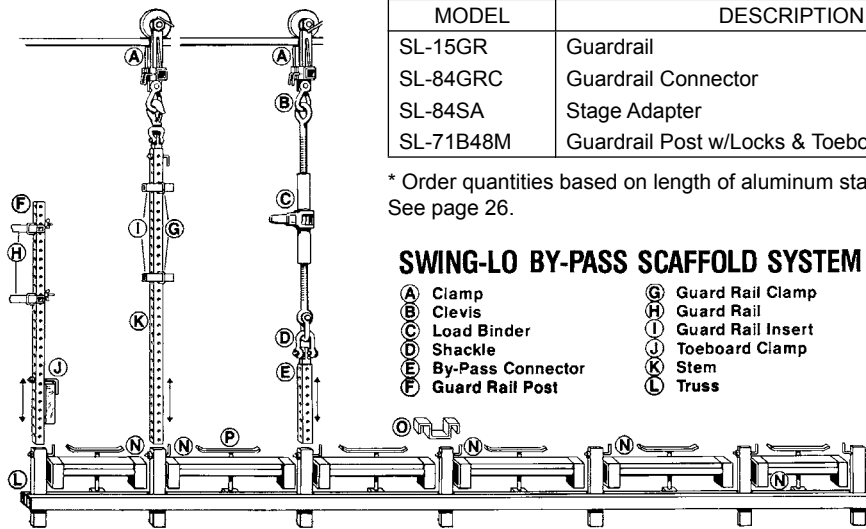 MODEL DESCRIPTION
SL-15GR Guardrail
SL-84GRC Guardrail Connector
SL-84SA Stage Adapter
SL-71B48M Guardrail Post w/Locks &
* Order quantities based on length of aluminum
See page 26.
SWING-LO BY-PASS SCAFFOLD SYSTEM
A Clamp
B Clevis
C Load Binder
D Shackle
E By-Pass Connector
F Guard Rail Post
G Guard Rail Clamp
H Guard Rail
I Guard Rail Insert
J Toeboard Clamp
K Stem
L Truss
A A
B
F
C
I G
H
K
D
J
E
O
N N P N N
L N